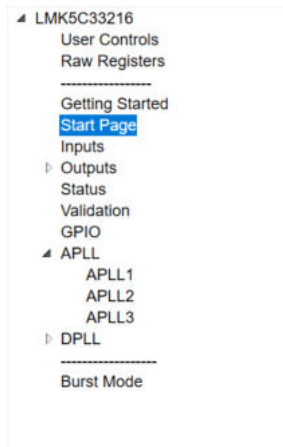 LMK5C33216
User Controls
Raw Registers
-----------------
Getting Started
Start Page
Inputs
Outputs
Status
Validation
GPIO
APLL
APLL1
APLL2
APLL3
DPLL
------------------
Burst Mode